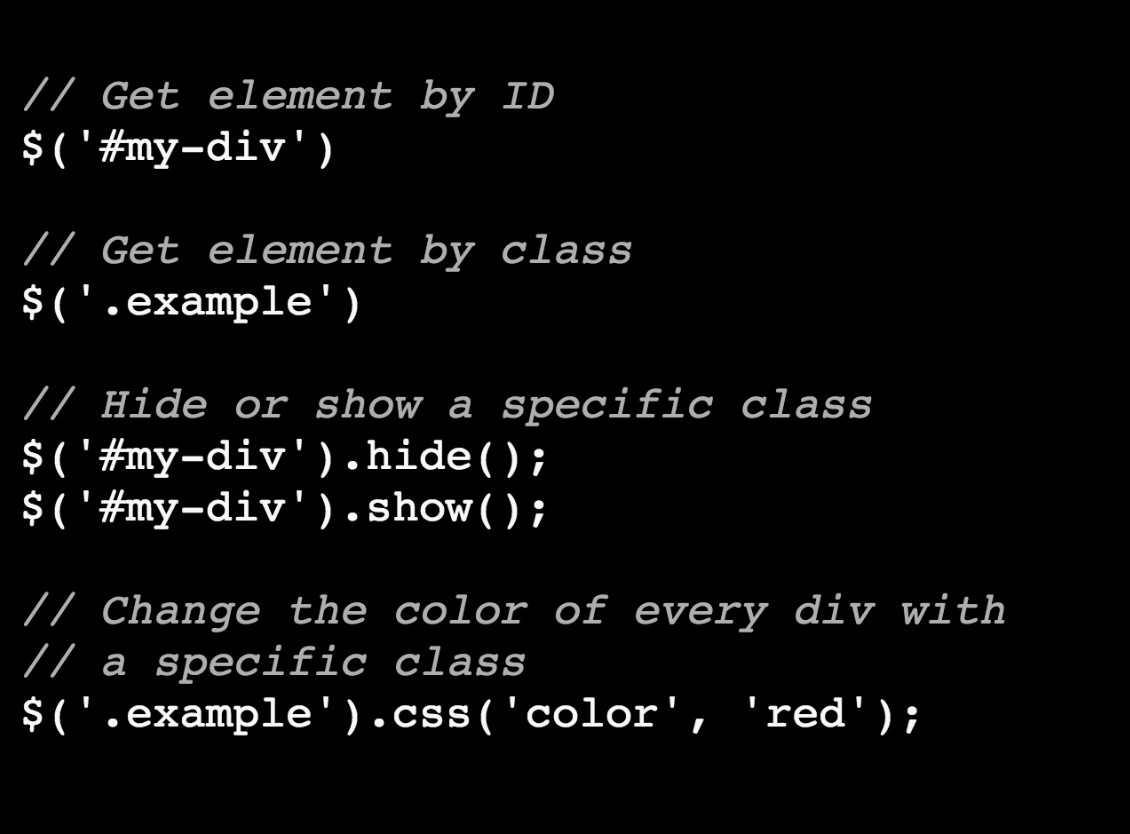 // Get element by ID
$('#my-div')
// Get element by class
$('.example')
// Hide or show a specific class
$('#my-div').hide();
$('#my-div').show();
// Change the color of every div with
// a specific class
$('.example').css('color', 'red');